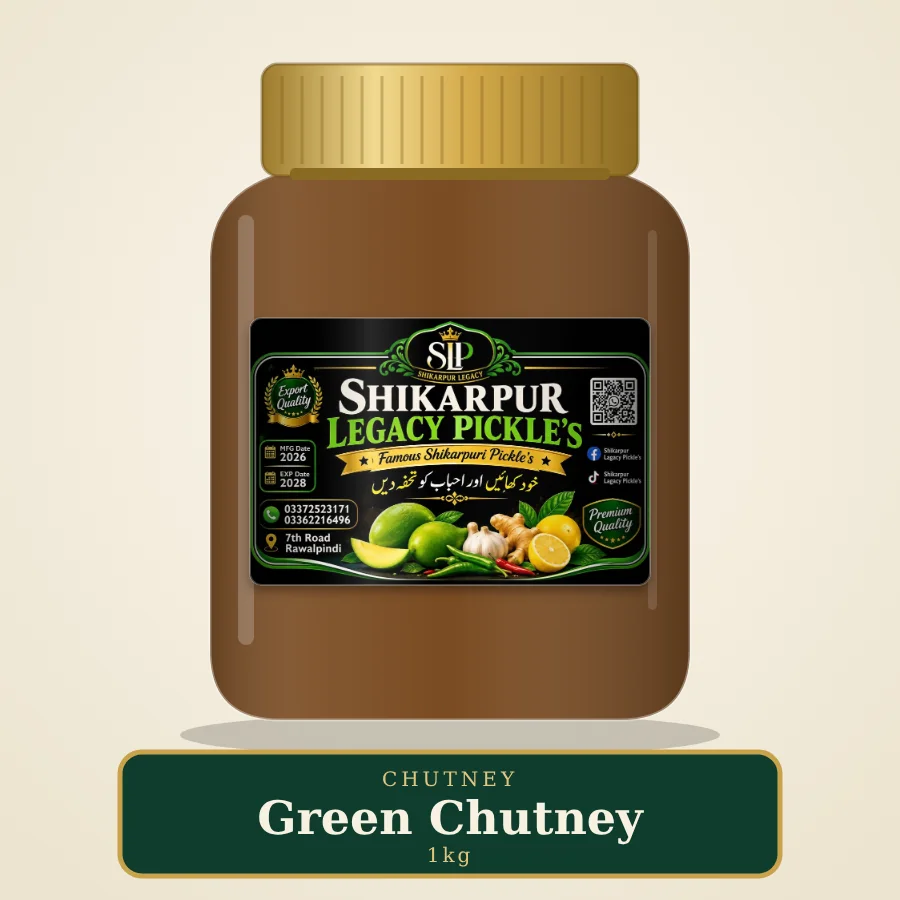 SLP
SHIKARPUR LEGACY
SHIKARPUR
LEGACY PICKLE'S
Famous Shikarpuri Pickle's
خود کھائیں اور احباب کو تحفہ دیں
Export
Quality
MFG Date
2026
EXP Date
2028
03372523171
03362216496
7th Road
Rawalpindi
Shikarpur
Legacy Pickle's
Shikarpur
Legacy Pickle's
Premium
Quality
CHUTNEY
Green Chutney
1kg